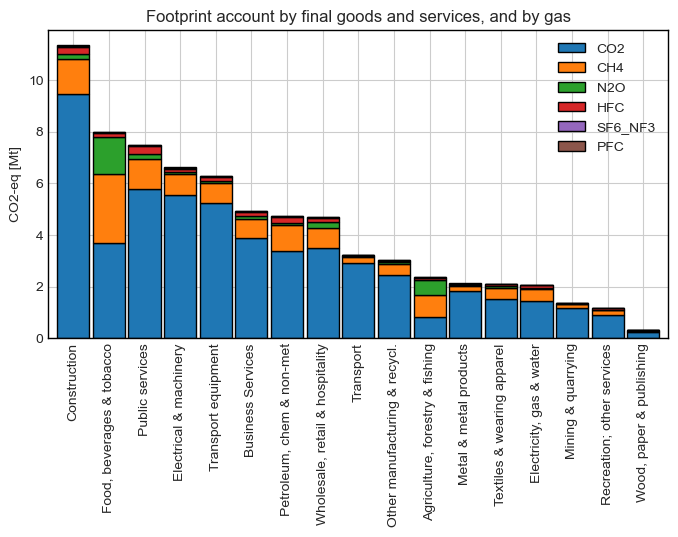 Footprint account by final goods and services, and by gas
CO2-eq [Mt]
10
8
6
4
2
0
CO2
CH4
N2O
HFC
SF6_NF3
PFC
Construction
Food, beverages & tobacco
Public services
Electrical & machinery
Transport equipment
Business Services
Petroleum, chem & non-met
Wholesale, retail & hospitality
Transport
Other manufacturing & recycl.
Agriculture, forestry & fishing
Metal & metal products
Textiles & wearing apparel
Electricity, gas & water
Mining & quarrying
Recreation; other services
Wood, paper & publishing